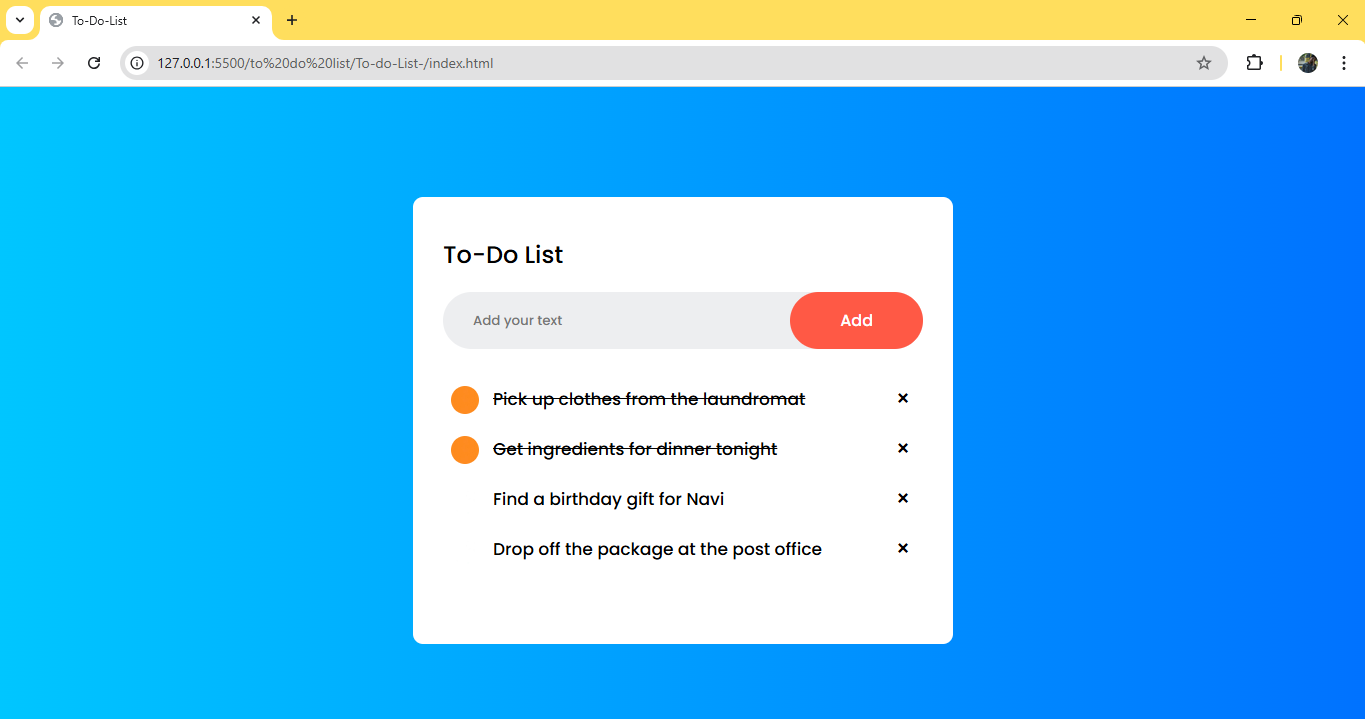 To-Do-List
127.0.0.1:5500/to%20do%20list/To-do-List-/index.html
To-Do List
Add your text
Add
Pick up clothes from the laundromat
Get ingredients for dinner tonight
Find a birthday gift for Navi
Drop off the package at the post office